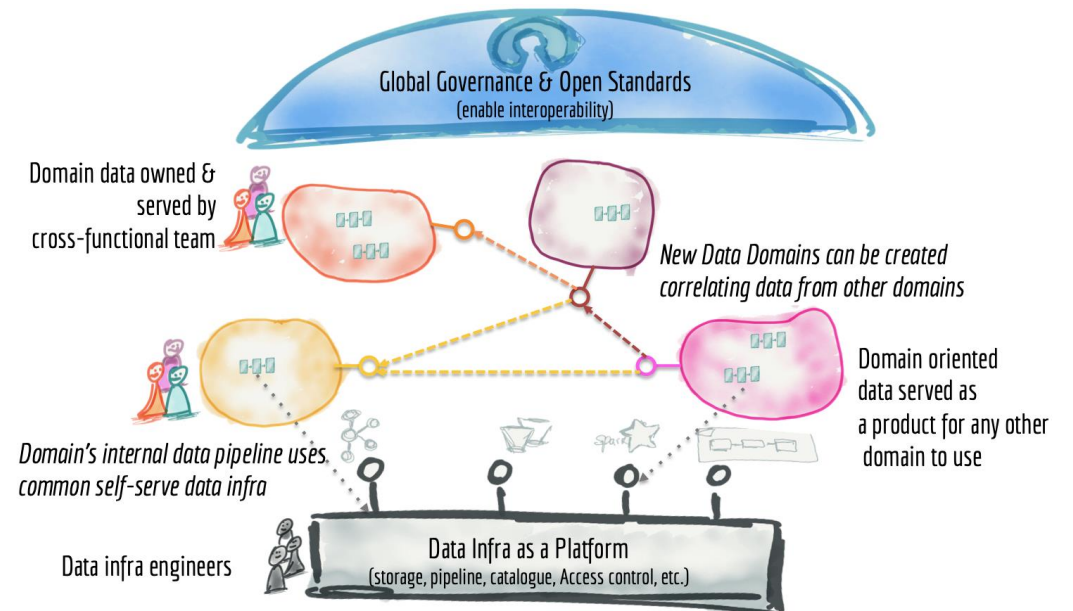 Global Governance & Open Standards
(enable interoperability)
Domain data owned &
served by
cross-functional team
New Data Domains can be created
correlating data from other domains
Domain oriented
data served as
a product for any other
domain to use
Domain's internal data pipeline uses
common self-serve data infra
spark
Data infra engineers
Data Infra as a Platform
(storage, pipeline, catalogue, Access control, etc.)